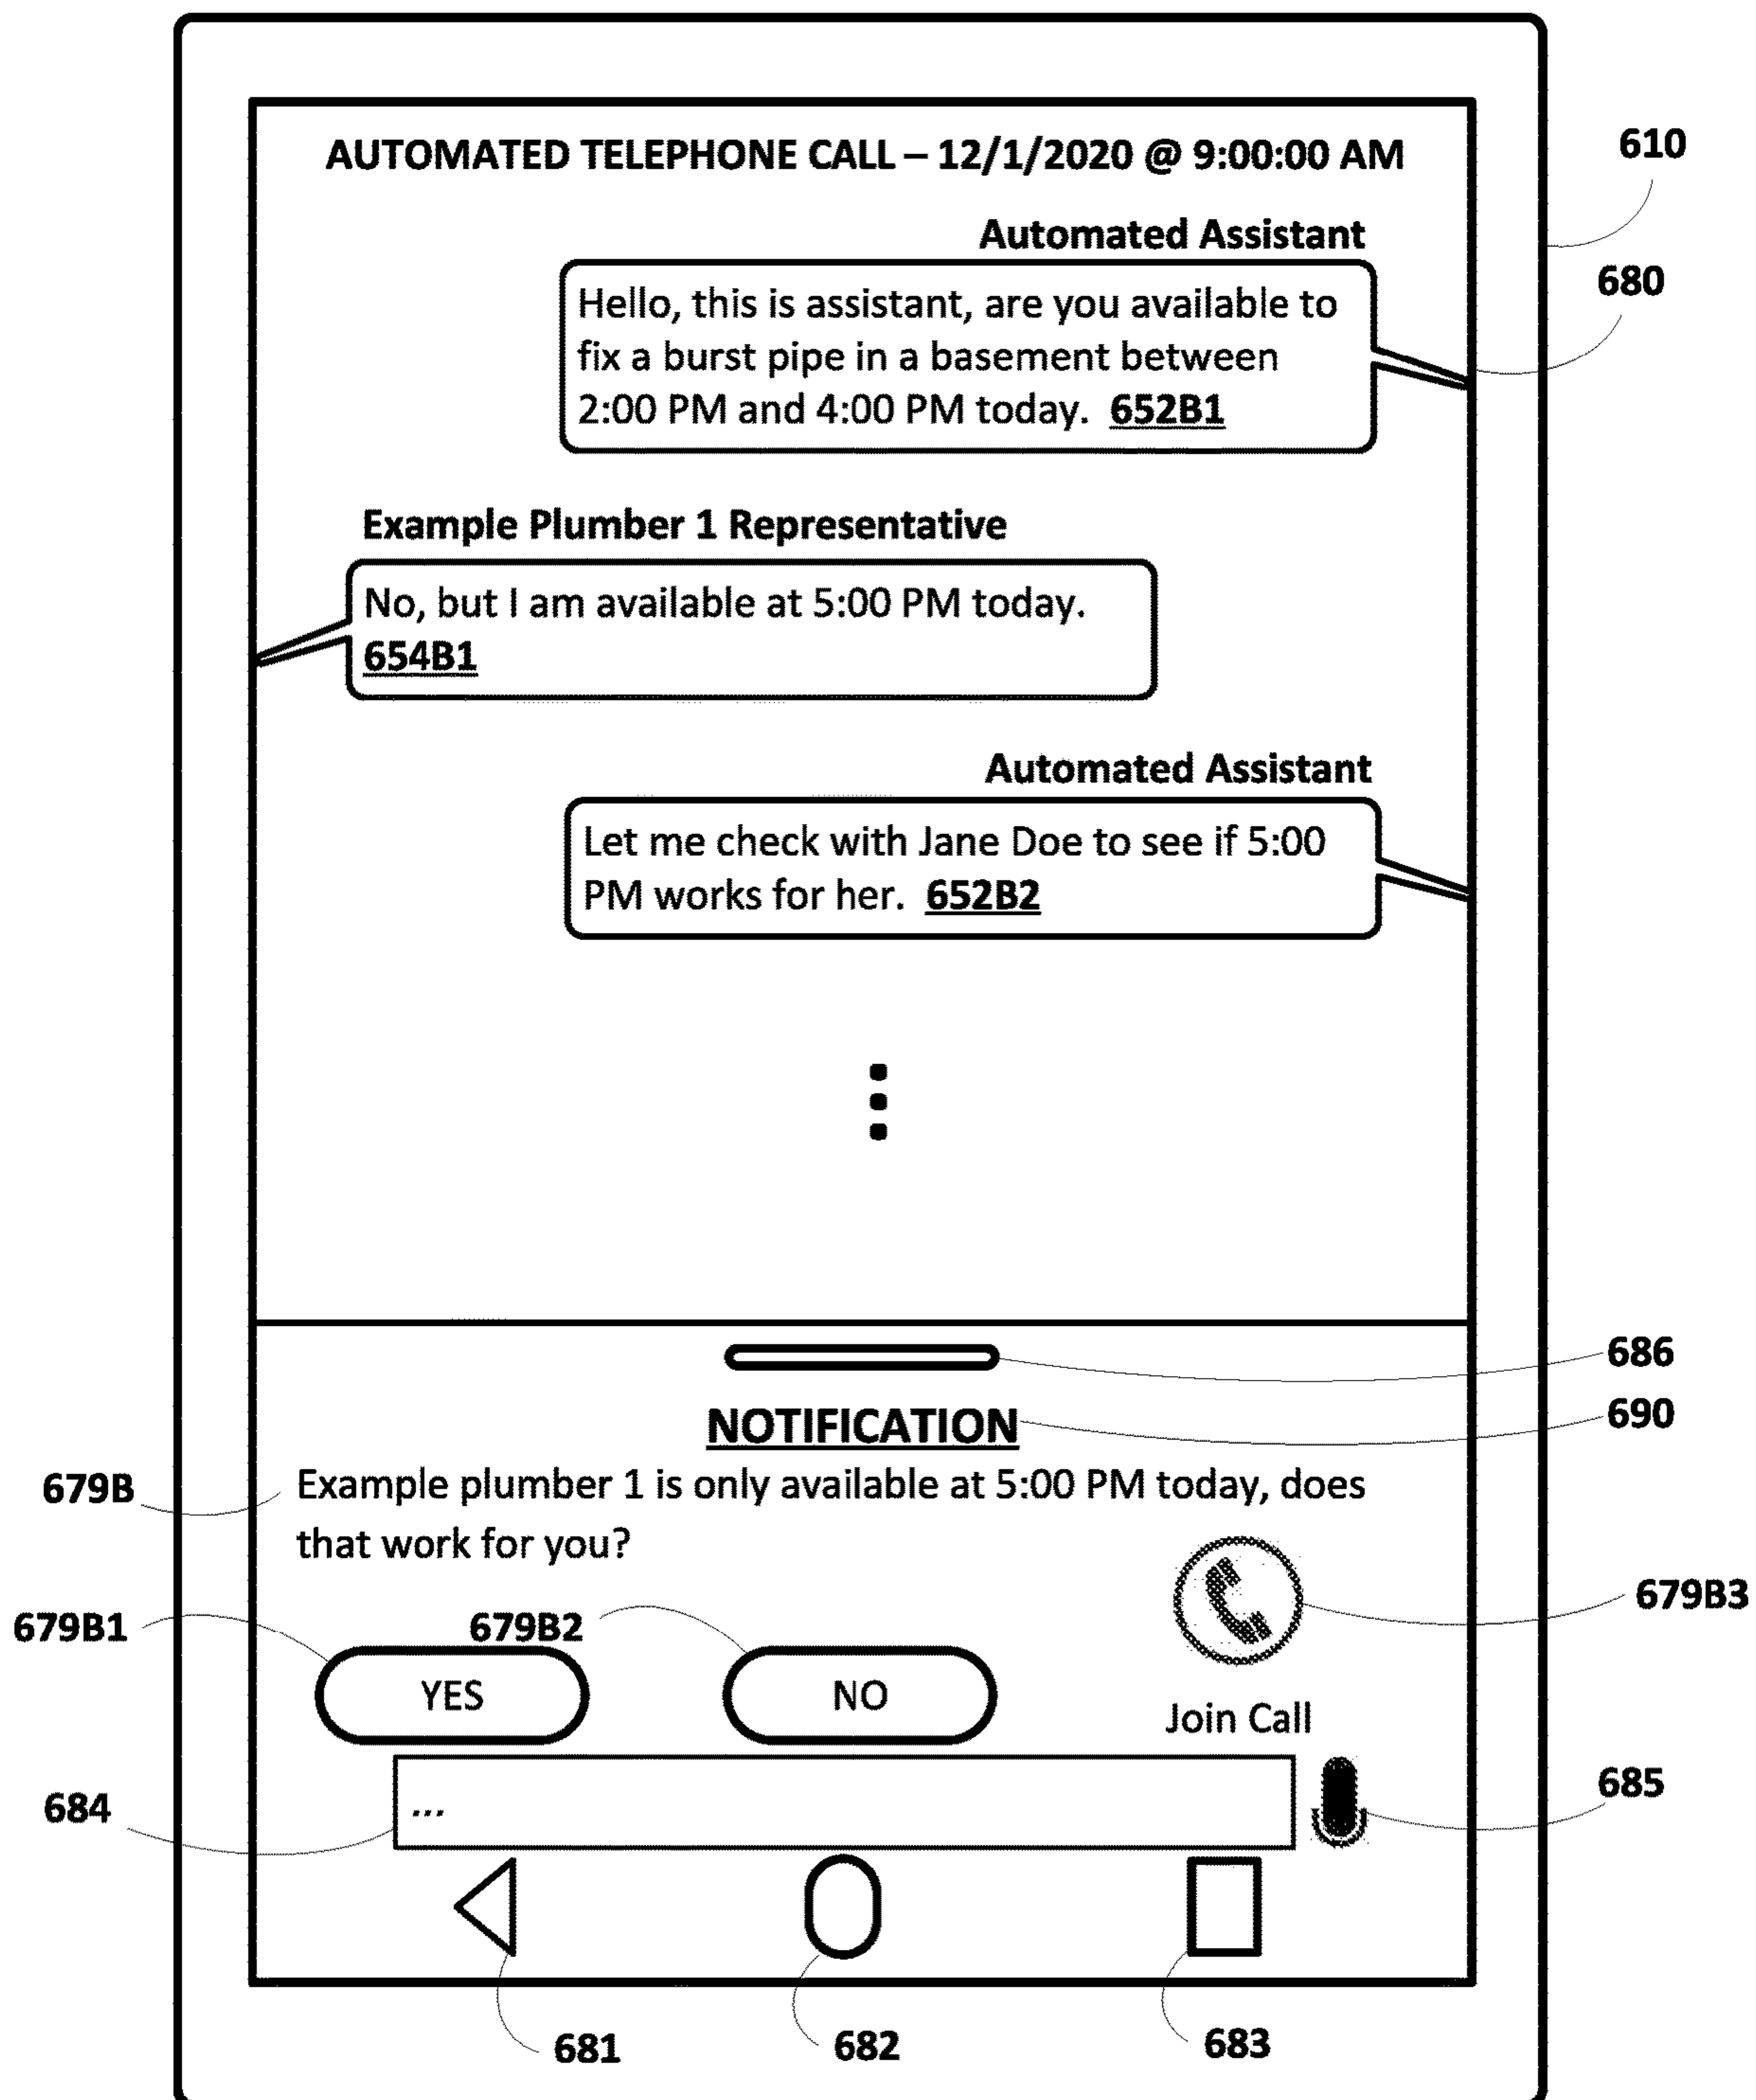 AUTOMATED TELEPHONE CALL – 12/1/2020 @ 9:00:00 AM
610
Automated Assistant
680
Hello, this is assistant, are you available to
fix a burst pipe in a basement between
2:00 PM and 4:00 PM today. 652B1
Example Plumber 1 Representative
No, but I am available at 5:00 PM today.
654B1
Automated Assistant
Let me check with Jane Doe to see if 5:00
PM works for her. 652B2
686
NOTIFICATION
690
679B
Example plumber 1 is only available at 5:00 PM today, does
that work for you?
679B3
679B1
679B2
YES
NO
Join Call
684
...
685
681
682
683